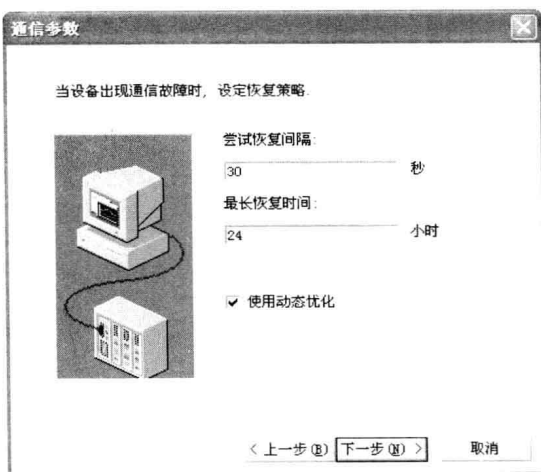 通信参数
当设备出现通信故障时，设定恢复策略.
尝试恢复间隔:
30 秒
最长恢复时间:
24 小时
使用动态优化
< 上一步(B) 下一步(N) > 取消